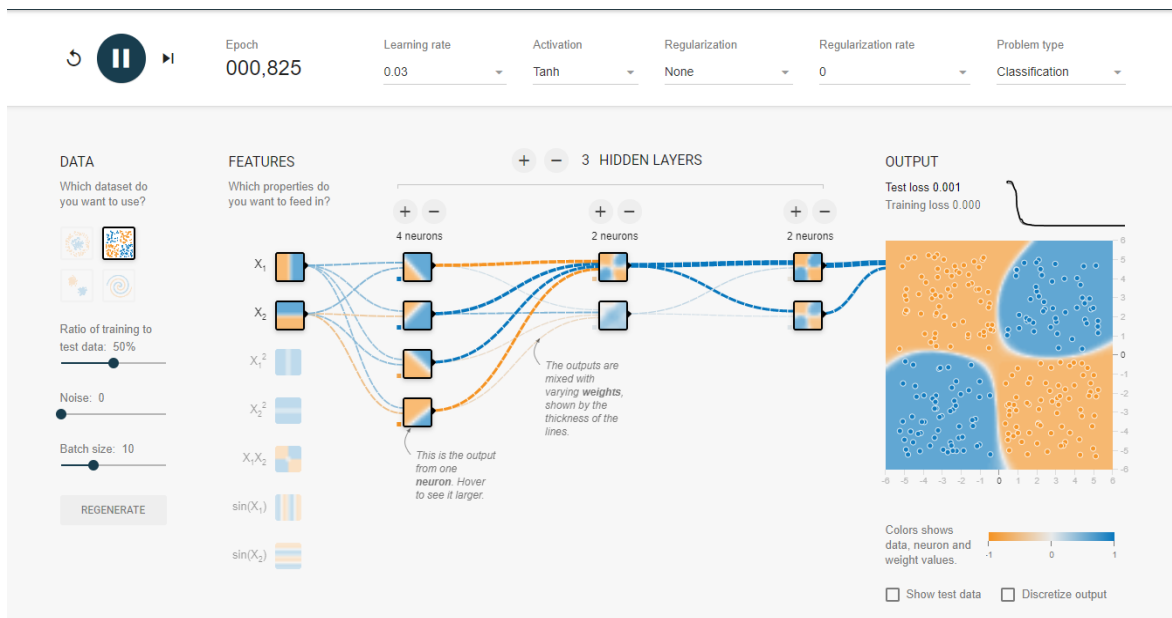 Epoch
000,825
Learning rate
0.03
Activation
Tanh
Regularization
None
Regularization rate
0
Problem type
Classification
DATA
Which dataset do
you want to use?
Ratio of training to
test data: 50%
Noise: 0
Batch size: 10
REGENERATE
FEATURES
Which properties do
you want to feed in?
X₁
X₂
X₁²
X₂²
X₁X₂
sin(X₁)
sin(X₂)
+ − 3 HIDDEN LAYERS
+ −
4 neurons
+ −
2 neurons
+ −
2 neurons
The outputs are
mixed with
varying weights,
shown by the
thickness of the
lines.
This is the output
from one
neuron. Hover
to see it larger.
OUTPUT
Test loss 0.001
Training loss 0.000
6
5
4
3
2
1
0
-1
-2
-3
-4
-5
-6
-6 -5 -4 -3 -2 -1 0 1 2 3 4 5 6
Colors shows
data, neuron and
weight values.
-1 0 1
Show test data
Discretize output